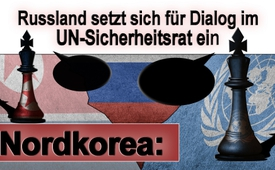 Russland setzt sich für Dialog im
UN-Sicherheitsrat ein
Nordkorea: